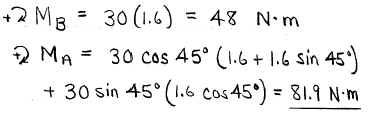 +↻ M_B = 30 (1.6) = 48 N·m
+↻ M_A = 30 cos 45° (1.6 + 1.6 sin 45°)
+ 30 sin 45° (1.6 cos 45°) = 81.9 N·m